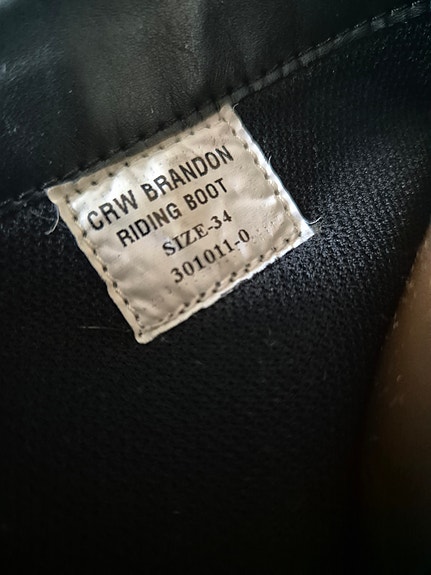 CRW BRANDON
RIDING BOOT
SIZE-34
301011-0